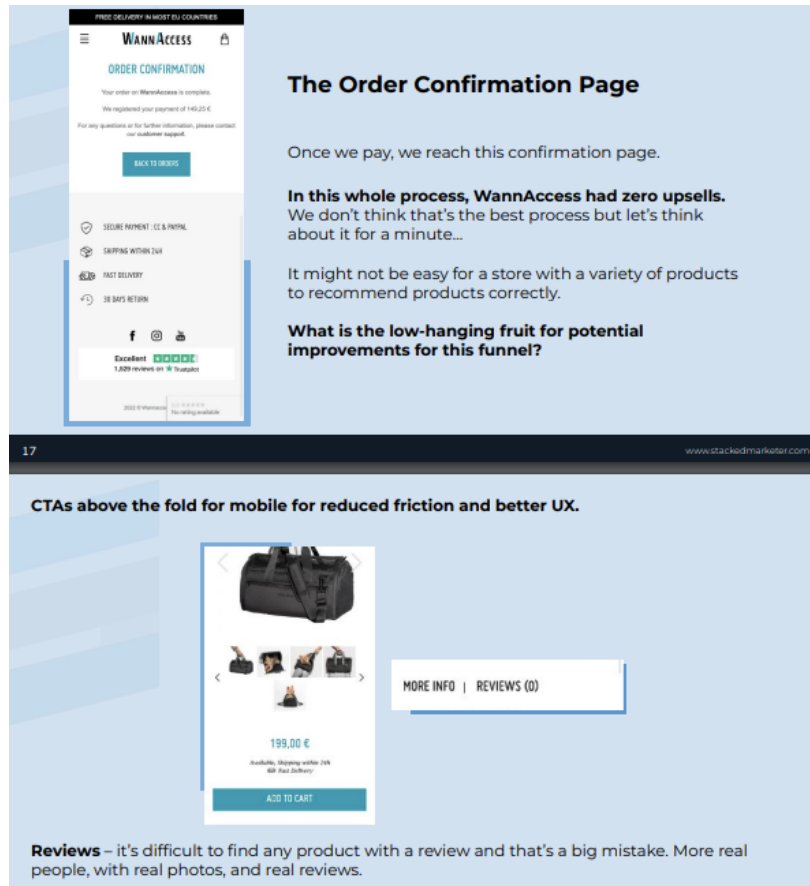 FREE DELIVERY IN MOST EU COUNTRIES
WANNACCESS
ORDER CONFIRMATION
Your order on WannAccess is complete.
We registered your payment of 149,25 €
For any questions or for further information, please contact
our customer support.
BACK TO ORDERS
SECURE PAYMENT : CC & PAYPAL
SHIPPING WITHIN 24H
FAST DELIVERY
30 DAYS RETURN
Excellent
1,629 reviews on Trustpilot
2022 © Wannacce
No rating available
The Order Confirmation Page
Once we pay, we reach this confirmation page.
In this whole process, WannAccess had zero upsells.
We don't think that's the best process but let's think
about it for a minute...
It might not be easy for a store with a variety of products
to recommend products correctly.
What is the low-hanging fruit for potential
improvements for this funnel?
17
www.stackedmarketer.com
CTAs above the fold for mobile for reduced friction and better UX.
199,00 €
Available, Shipping within 24h
Fast Delivery
ADD TO CART
MORE INFO | REVIEWS (0)
Reviews – it's difficult to find any product with a review and that's a big mistake. More real
people, with real photos, and real reviews.